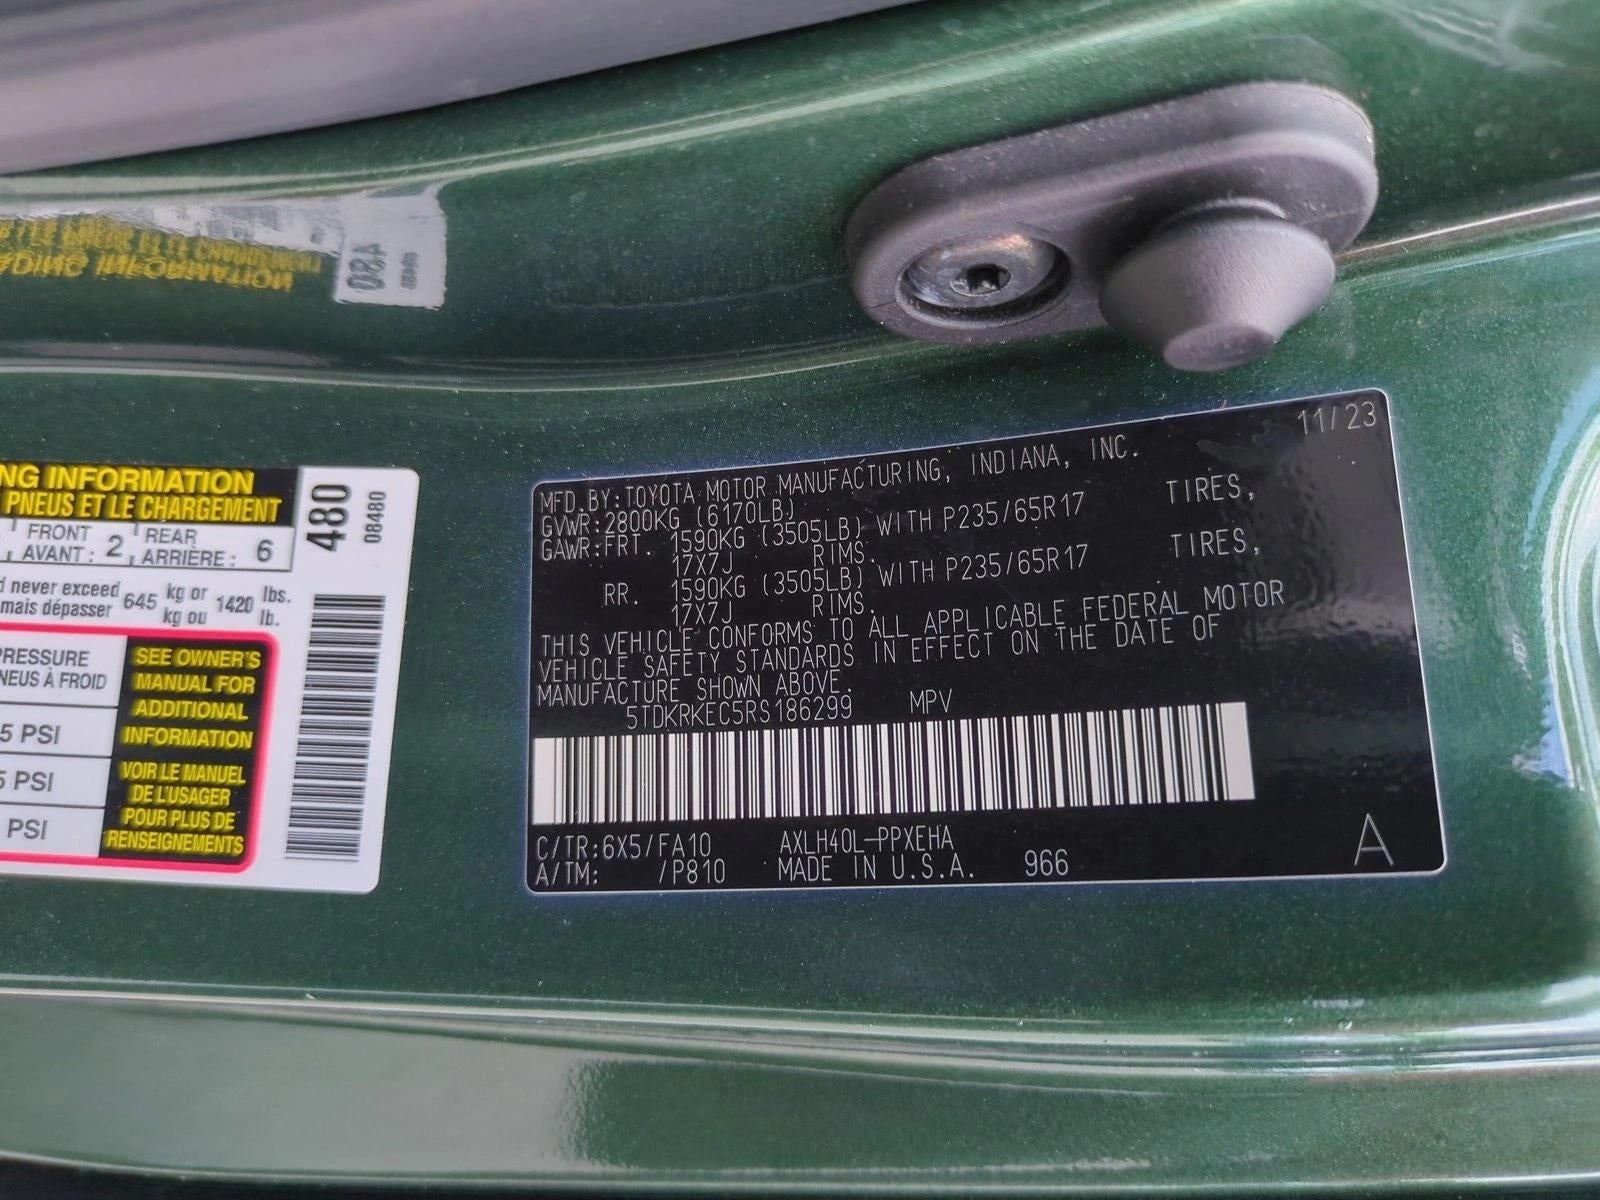 NG INFORMATION
PNEUS ET LE CHARGEMENT
FRONT
AVANT : 2
REAR
ARRIÈRE : 6
never exceed
mais dépasser
645
kg or
kg ou
1420
lbs.
lb.
PRESSURE
NEUS À FROID
5 PSI
5 PSI
PSI
SEE OWNER'S
MANUAL FOR
ADDITIONAL
INFORMATION
VOIR LE MANUEL
DE L'USAGER
POUR PLUS DE
RENSEIGNEMENTS
480
08480
11/23
MFD.BY:TOYOTA MOTOR MANUFACTURING, INDIANA, INC.
GVWR:2800KG (6170LB)
GAWR:FRT. 1590KG (3505LB) WITH P235/65R17 TIRES,
17X7J RIMS.
RR. 1590KG (3505LB) WITH P235/65R17 TIRES,
17X7J RIMS.
THIS VEHICLE CONFORMS TO ALL APPLICABLE FEDERAL MOTOR
VEHICLE SAFETY STANDARDS IN EFFECT ON THE DATE OF
MANUFACTURE SHOWN ABOVE.
5TDKRKEC5RS186299 MPV
C/TR:6X5/FA10 AXLH40L-PPXEHA
A/TM: /P810 MADE IN U.S.A. 966
A